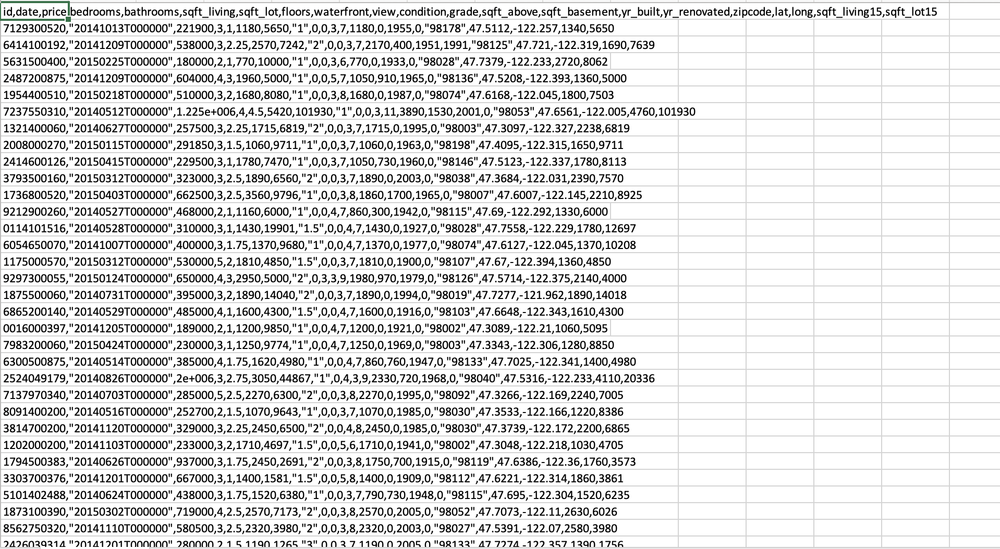 id,date,price,bedrooms,bathrooms,sqft_living,sqft_lot,floors,waterfront,view,condition,grade,sqft_above,sqft_basement,yr_built,yr_renovated,zipcode,lat,long,sqft_living15,sqft_lot15
7129300520,"20141013T000000",221900,3,1,1180,5650,"1",0,0,3,7,1180,0,1955,0,"98178",47.5112,-122.257,1340,5650
6414100192,"20141209T000000",538000,3,2.25,2570,7242,"2",0,0,3,7,2170,400,1951,1991,"98125",47.721,-122.319,1690,7639
5631500400,"20150225T000000",180000,2,1,770,10000,"1",0,0,3,6,770,0,1933,0,"98028",47.7379,-122.233,2720,8062
2487200875,"20141209T000000",604000,4,3,1960,5000,"1",0,0,5,7,1050,910,1965,0,"98136",47.5208,-122.393,1360,5000
1954400510,"20150218T000000",510000,3,2,1680,8080,"1",0,0,3,8,1680,0,1987,0,"98074",47.6168,-122.045,1800,7503
7237550310,"20140512T000000",1.225e+006,4,4.5,5420,101930,"1",0,0,3,11,3890,1530,2001,0,"98053",47.6561,-122.005,4760,101930
1321400060,"20140627T000000",257500,3,2.25,1715,6819,"2",0,0,3,7,1715,0,1995,0,"98003",47.3097,-122.327,2238,6819
2008000270,"20150115T000000",291850,3,1.5,1060,9711,"1",0,0,3,7,1060,0,1963,0,"98198",47.4095,-122.315,1650,9711
2414600126,"20150415T000000",229500,3,1,1780,7470,"1",0,0,3,7,1050,730,1960,0,"98146",47.5123,-122.337,1780,8113
3793500160,"20150312T000000",323000,3,2.5,1890,6560,"2",0,0,3,7,1890,0,2003,0,"98038",47.3684,-122.031,2390,7570
1736800520,"20150403T000000",662500,3,2.5,3560,9796,"1",0,0,3,8,1860,1700,1965,0,"98007",47.6007,-122.145,2210,8925
9212900260,"20140527T000000",468000,2,1,1160,6000,"1",0,0,4,7,860,300,1942,0,"98115",47.69,-122.292,1330,6000
0114101516,"20140528T000000",310000,3,1,1430,19901,"1.5",0,0,4,7,1430,0,1927,0,"98028",47.7558,-122.229,1780,12697
6054650070,"20141007T000000",400000,3,1.75,1370,9680,"1",0,0,4,7,1370,0,1977,0,"98074",47.6127,-122.045,1370,10208
1175000570,"20150312T000000",530000,5,2,1810,4850,"1.5",0,0,3,7,1810,0,1900,0,"98107",47.67,-122.394,1360,4850
9297300055,"20150124T000000",650000,4,3,2950,5000,"2",0,3,3,9,1980,970,1979,0,"98126",47.5714,-122.375,2140,4000
1875500060,"20140731T000000",395000,3,2,1890,14040,"2",0,0,3,7,1890,0,1994,0,"98019",47.7277,-121.962,1890,14018
6865200140,"20140529T000000",485000,4,1,1600,4300,"1.5",0,0,4,7,1600,0,1916,0,"98103",47.6648,-122.343,1610,4300
0016000397,"20141205T000000",189000,2,1,1200,9850,"1",0,0,4,7,1200,0,1921,0,"98002",47.3089,-122.21,1060,5095
7983200060,"20150424T000000",230000,3,1,1250,9774,"1",0,0,4,7,1250,0,1969,0,"98003",47.3343,-122.306,1280,8850
6300500875,"20140514T000000",385000,4,1.75,1620,4980,"1",0,0,4,7,860,760,1947,0,"98133",47.7025,-122.341,1400,4980
2524049179,"20140826T000000",2e+006,3,2.75,3050,44867,"1",0,4,3,9,2330,720,1968,0,"98040",47.5316,-122.233,4110,20336
7137970340,"20140703T000000",285000,5,2.5,2270,6300,"2",0,0,3,8,2270,0,1995,0,"98092",47.3266,-122.169,2240,7005
8091400200,"20140516T000000",252700,2,1.5,1070,9643,"1",0,0,3,7,1070,0,1985,0,"98030",47.3533,-122.166,1220,8386
3814700200,"20141120T000000",329000,3,2.25,2450,6500,"2",0,0,4,8,2450,0,1985,0,"98030",47.3739,-122.172,2200,6865
1202000200,"20141103T000000",233000,3,2,1710,4697,"1.5",0,0,5,6,1710,0,1941,0,"98002",47.3048,-122.218,1030,4705
1794500383,"20140626T000000",937000,3,1.75,2450,2691,"2",0,0,3,8,1750,700,1915,0,"98119",47.6386,-122.36,1760,3573
3303700376,"20141201T000000",667000,3,1,1400,1581,"1.5",0,0,5,8,1400,0,1909,0,"98112",47.6221,-122.314,1860,3861
5101402488,"20140624T000000",438000,3,1.75,1520,6380,"1",0,0,3,7,790,730,1948,0,"98115",47.695,-122.304,1520,6235
1873100390,"20150302T000000",719000,4,2.5,2570,7173,"2",0,0,3,8,2570,0,2005,0,"98052",47.7073,-122.11,2630,6026
8562750320,"20141110T000000",580500,3,2.5,2320,3980,"2",0,0,3,8,2320,0,2003,0,"98027",47.5391,-122.07,2580,3980
2426039314,"20141201T000000",280000,2,1.5,1190,1265,"3",0,0,3,7,1190,0,2005,0,"98133",47.7274,-122.357,1390,1756